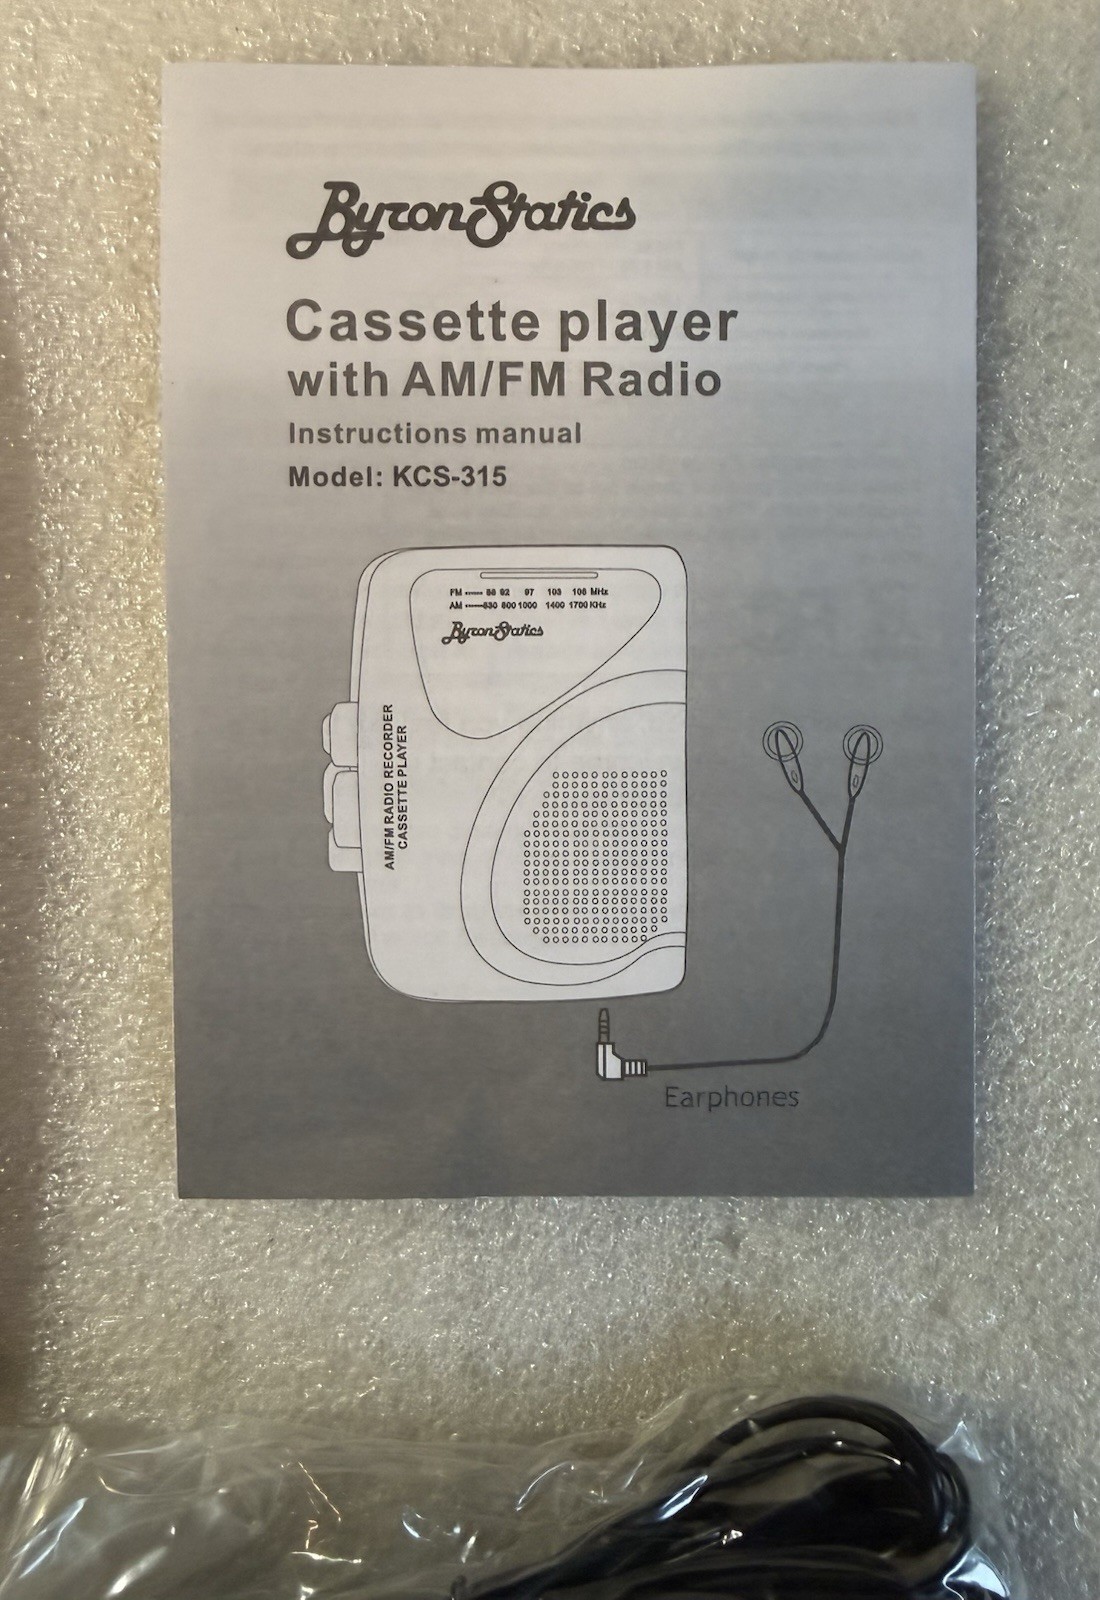 ByronStatics
Cassette player
with AM/FM Radio
Instructions manual
Model: KCS-315
FM 88 92 97 103 108 MHz
AM 530 600 1000 1400 1700 KHz
ByronStatics
AM/FM RADIO RECORDER
CASSETTE PLAYER
Earphones